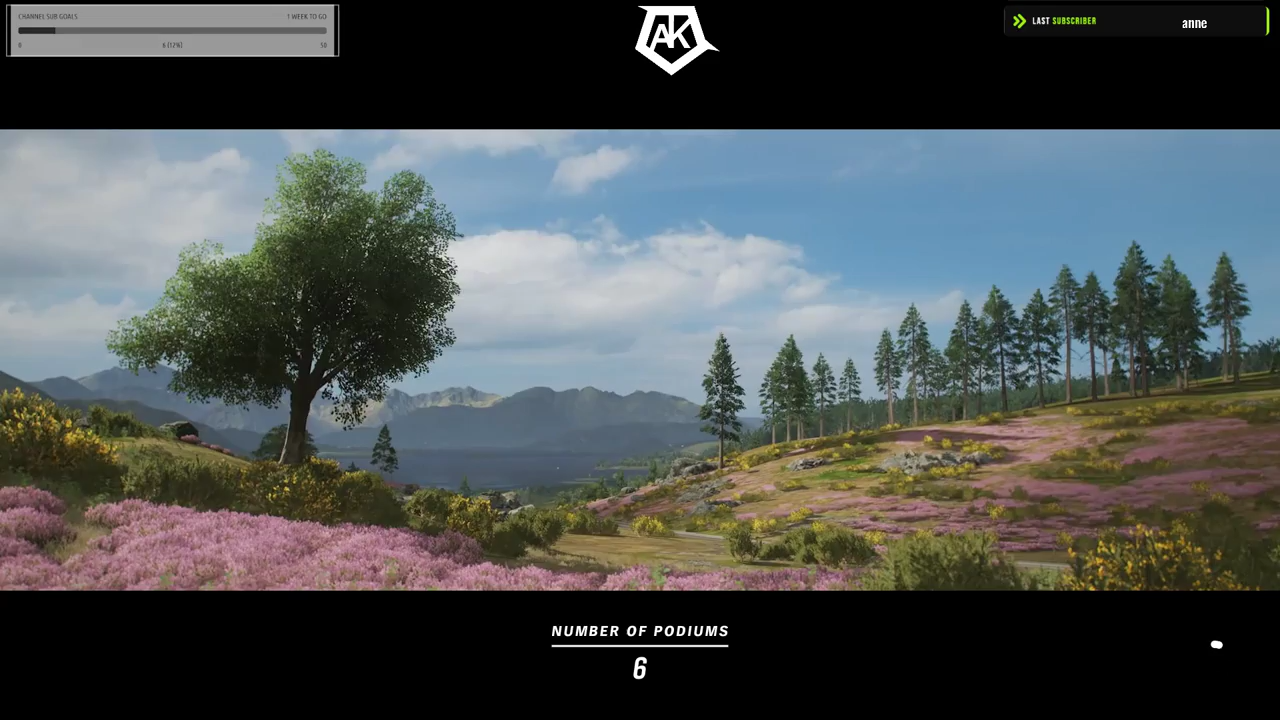 CHANNEL SUB GOALS
1 WEEK TO GO
0
6 (12%)
50
AK
LAST SUBSCRIBER
anne
NUMBER OF PODIUMS
6